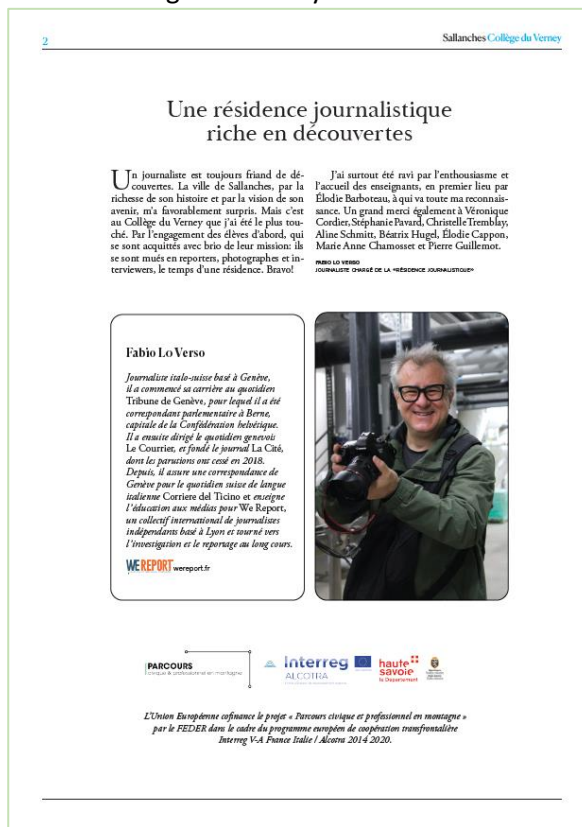 2
Sallanches Collège du Verney
Une résidence journalistique
riche en découvertes
Un journaliste est toujours friand de dé-
couvertes. La ville de Sallanches, par la
richesse de son histoire et par la vision de son
avenir, m'a favorablement surpris. Mais c'est
au Collège du Verney que j'ai été le plus tou-
ché. Par l'engagement des élèves d'abord, qui
se sont acquittés avec brio de leur mission: ils
se sont mués en reporters, photographes et in-
terviewers, le temps d'une résidence. Bravo!
J'ai surtout été ravi par l'enthousiasme et
l'accueil des enseignants, en premier lieu par
Élodie Barboteau, à qui va toute ma reconnais-
sance. Un grand merci également à Véronique
Cordier, Stéphanie Pavard, Christelle Tremblay,
Aline Schmitt, Béatrix Hugel, Élodie Cappon,
Marie Anne Chamosset et Pierre Guillemot.
FABIO LO VERSO
JOURNALISTE CHARGÉ DE LA «RÉSIDENCE JOURNALISTIQUE»
Fabio Lo Verso
Journaliste italo-suisse basé à Genève,
il a commencé sa carrière au quotidien
Tribune de Genève, pour lequel il a été
correspondant parlementaire à Berne,
capitale de la Confédération helvétique.
Il a ensuite dirigé le quotidien genevois
Le Courrier, et fondé le journal La Cité,
dont les parutions ont cessé en 2018.
Depuis, il assure une correspondance de
Genève pour le quotidien suisse de langue
italienne Corriere del Ticino et enseigne
l'éducation aux médias pour We Report,
un collectif international de journalistes
indépendants basé à Lyon et tourné vers
l'investigation et le reportage au long cours.
WEREPORT wereport.fr
PARCOURS
civique & professionnel en montagne
Interreg
ALCOTRA
haute
savoie
le Département
L'Union Européenne cofinance le projet « Parcours civique et professionnel en montagne »
par le FEDER dans le cadre du programme européen de coopération transfrontalière
Interreg V-A France Italie / Alcotra 2014 2020.